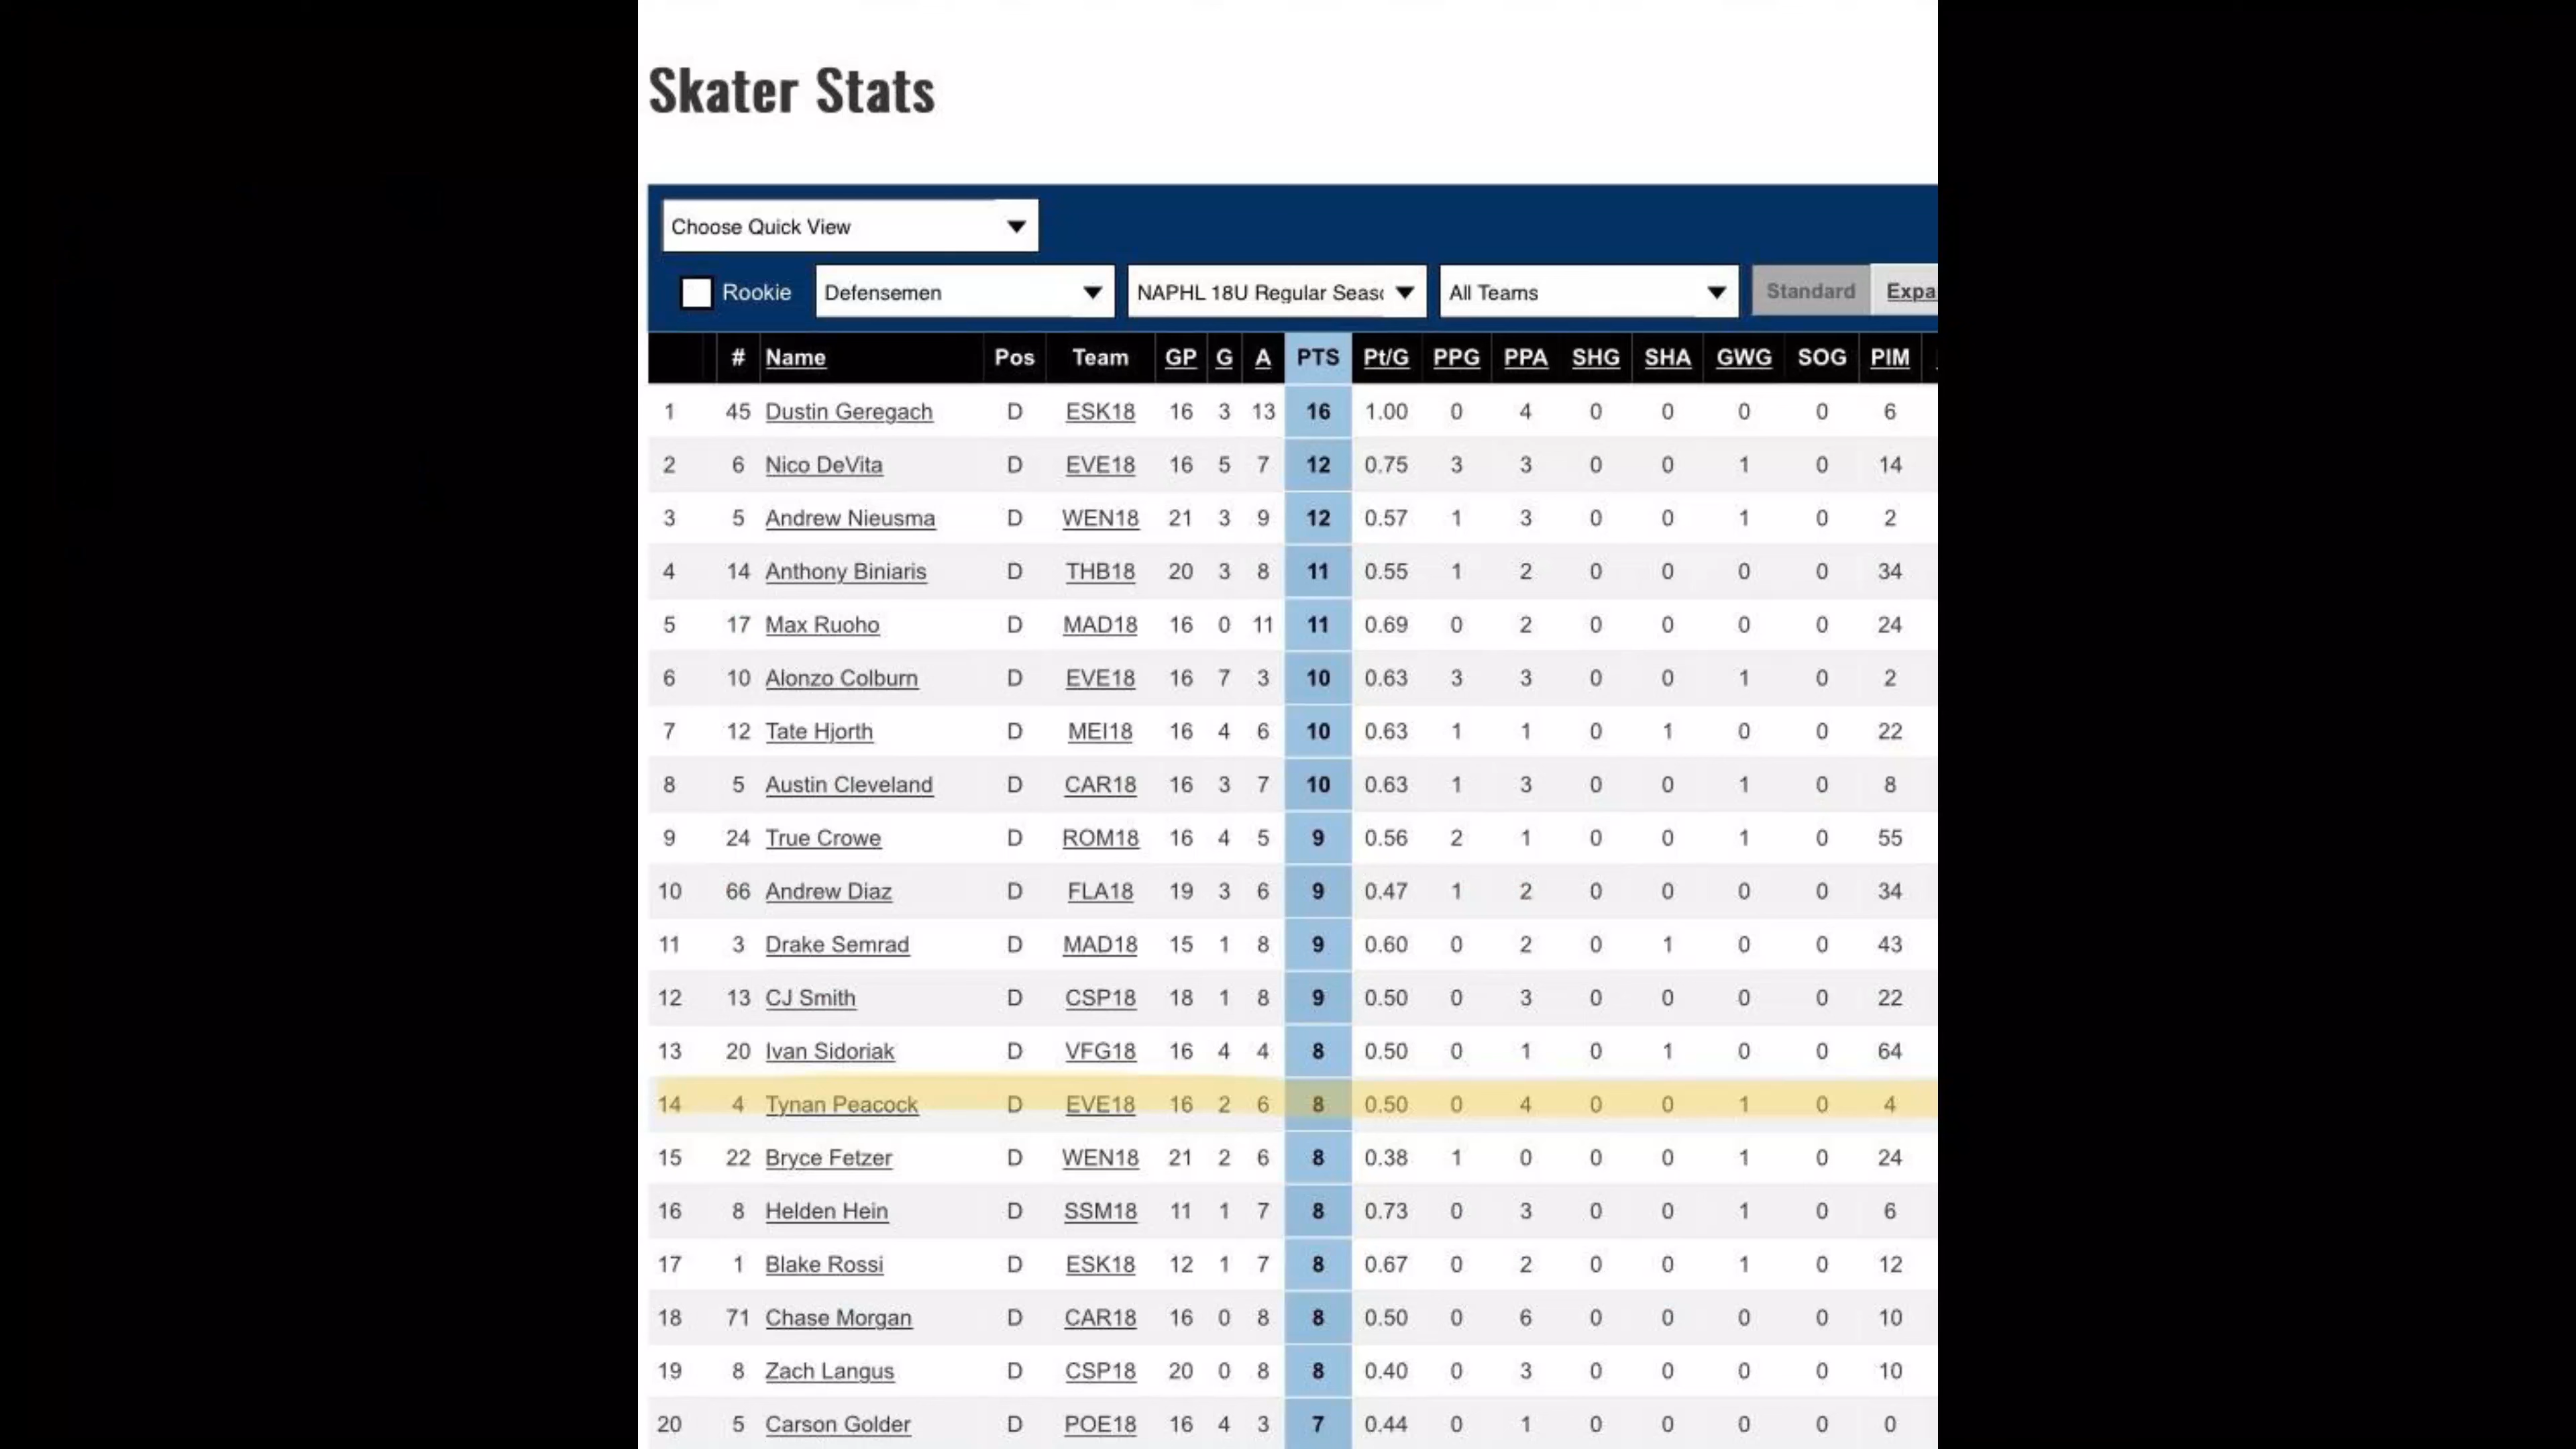 Skater Stats
Choose Quick View
Rookie Defensemen NAPHL 18U Regular Seas All Teams Standard Expa
# Name Pos Team GP G A PTS Pt/G PPG PPA SHG SHA GWG SOG PIM
1 45 Dustin Geregach D ESK18 16 3 13 16 1.00 0 4 0 0 0 0 6
2 6 Nico DeVita D EVE18 16 5 7 12 0.75 3 3 0 0 1 0 14
3 5 Andrew Nieusma D WEN18 21 3 9 12 0.57 1 3 0 0 1 0 2
4 14 Anthony Biniaris D THB18 20 3 8 11 0.55 1 2 0 0 0 0 34
5 17 Max Ruoho D MAD18 16 0 11 11 0.69 0 2 0 0 0 0 24
6 10 Alonzo Colburn D EVE18 16 7 3 10 0.63 3 3 0 0 1 0 2
7 12 Tate Hjorth D MEI18 16 4 6 10 0.63 1 1 0 1 0 0 22
8 5 Austin Cleveland D CAR18 16 3 7 10 0.63 1 3 0 0 1 0 8
9 24 True Crowe D ROM18 16 4 5 9 0.56 2 1 0 0 1 0 55
10 66 Andrew Diaz D FLA18 19 3 6 9 0.47 1 2 0 0 0 0 34
11 3 Drake Semrad D MAD18 15 1 8 9 0.60 0 2 0 1 0 0 43
12 13 CJ Smith D CSP18 18 1 8 9 0.50 0 3 0 0 0 0 22
13 20 Ivan Sidoriak D VFG18 16 4 4 8 0.50 0 1 0 1 0 0 64
14 4 Tynan Peacock D EVE18 16 2 6 8 0.50 0 4 0 0 1 0 4
15 22 Bryce Fetzer D WEN18 21 2 6 8 0.38 1 0 0 0 1 0 24
16 8 Helden Hein D SSM18 11 1 7 8 0.73 0 3 0 0 1 0 6
17 1 Blake Rossi D ESK18 12 1 7 8 0.67 0 2 0 0 1 0 12
18 71 Chase Morgan D CAR18 16 0 8 8 0.50 0 6 0 0 0 0 10
19 8 Zach Langus D CSP18 20 0 8 8 0.40 0 3 0 0 0 0 10
20 5 Carson Golder D POE18 16 4 3 7 0.44 0 1 0 0 0 0 0